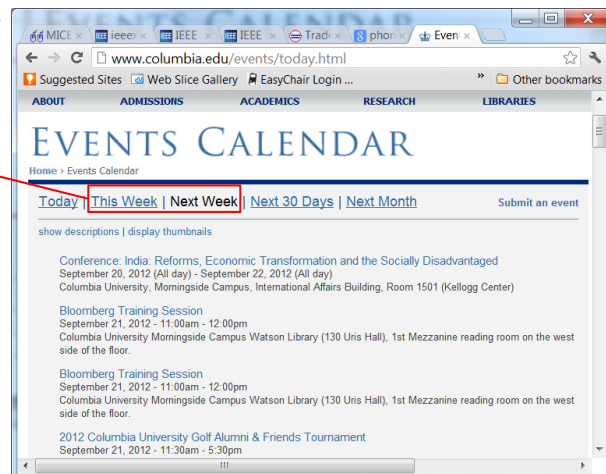 MICE
ieeex
IEEE
IEEE
Trad
phon
Even
www.columbia.edu/events/today.html
Suggested Sites Web Slice Gallery EasyChair Login ... » Other bookmarks
ABOUT ADMISSIONS ACADEMICS RESEARCH LIBRARIES
EVENTS CALENDAR
Home › Events Calendar
Today | This Week | Next Week | Next 30 Days | Next Month Submit an event
show descriptions | display thumbnails
Conference: India: Reforms, Economic Transformation and the Socially Disadvantaged
September 20, 2012 (All day) - September 22, 2012 (All day)
Columbia University, Morningside Campus, International Affairs Building, Room 1501 (Kellogg Center)
Bloomberg Training Session
September 21, 2012 - 11:00am - 12:00pm
Columbia University Morningside Campus Watson Library (130 Uris Hall), 1st Mezzanine reading room on the west
side of the floor.
Bloomberg Training Session
September 21, 2012 - 11:00am - 12:00pm
Columbia University Morningside Campus Watson Library (130 Uris Hall), 1st Mezzanine reading room on the west
side of the floor.
2012 Columbia University Golf Alumni & Friends Tournament
September 21, 2012 - 11:30am - 5:30pm